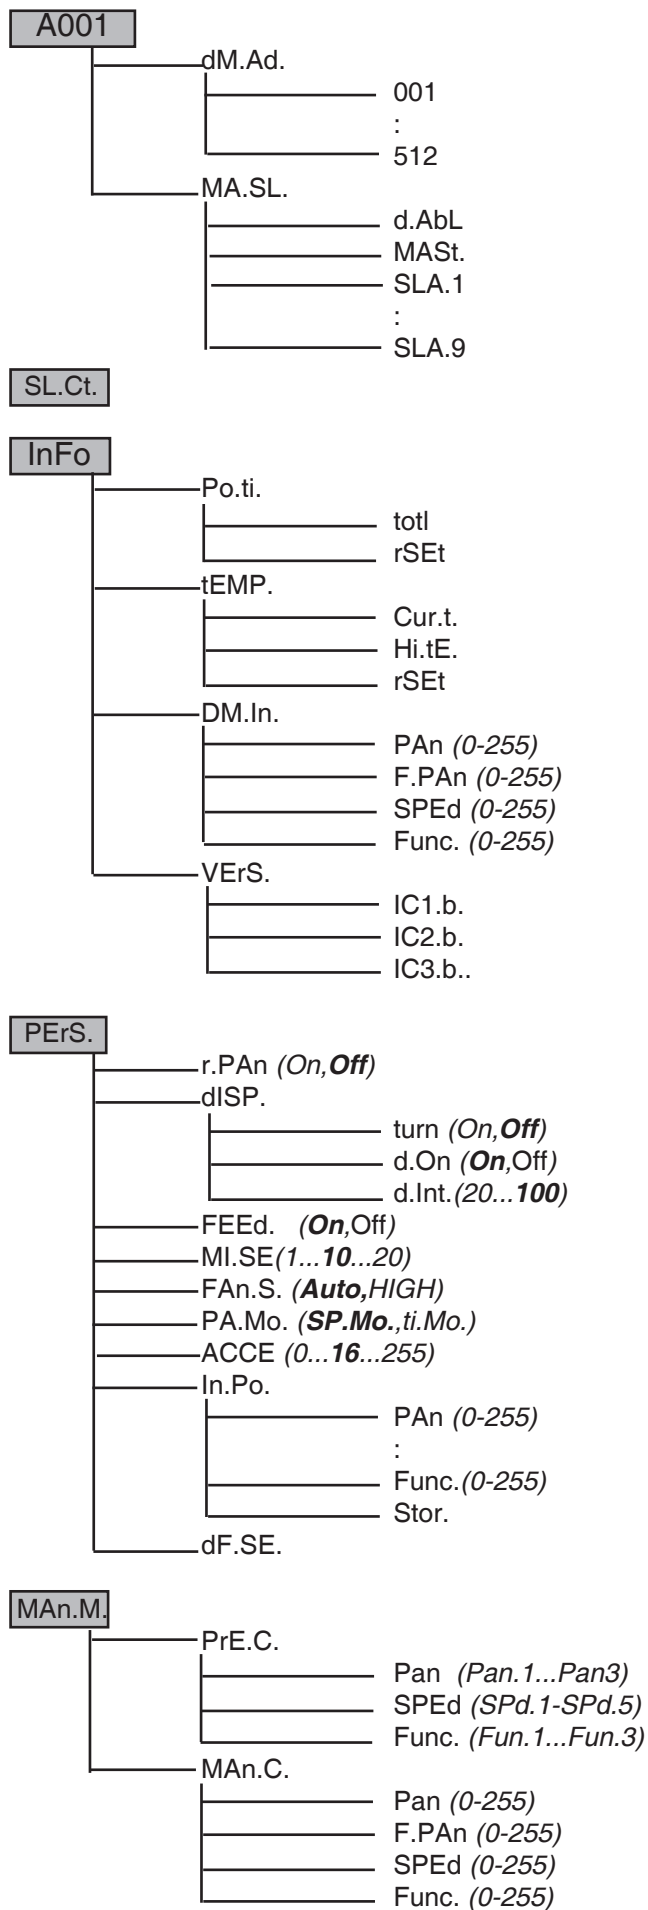 A001
dM.Ad.
001
:
512
MA.SL.
d.AbL
MASt.
SLA.1
:
SLA.9
SL.Ct.
InFo
Po.ti.
totl
rSEt
tEMP.
Cur.t.
Hi.tE.
rSEt
DM.In.
PAn (0-255)
F.PAn (0-255)
SPEd (0-255)
Func. (0-255)
VErS.
IC1.b.
IC2.b.
IC3.b..
PErS.
r.PAn (On,Off)
dISP.
turn (On,Off)
d.On (On,Off)
d.Int.(20...100)
FEEd. (On,Off)
MI.SE(1...10...20)
FAn.S. (Auto,HIGH)
PA.Mo. (SP.Mo.,ti.Mo.)
ACCE (0...16...255)
In.Po.
PAn (0-255)
:
Func.(0-255)
Stor.
dF.SE.
MAn.M.
PrE.C.
Pan (Pan.1...Pan3)
SPEd (SPd.1-SPd.5)
Func. (Fun.1...Fun.3)
MAn.C.
Pan (0-255)
F.PAn (0-255)
SPEd (0-255)
Func. (0-255)